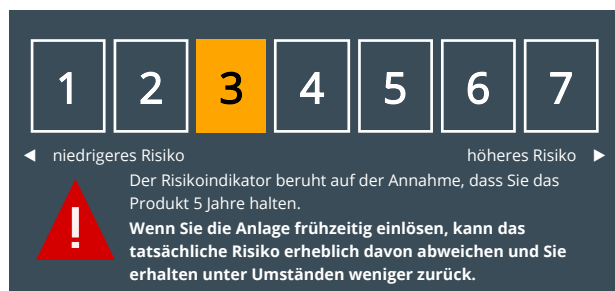 1 2 3 4 5 6 7
◄ niedrigeres Risiko höheres Risiko ►
Der Risikoindikator beruht auf der Annahme, dass Sie das
Produkt 5 Jahre halten.
!
Wenn Sie die Anlage frühzeitig einlösen, kann das
tatsächliche Risiko erheblich davon abweichen und Sie
erhalten unter Umständen weniger zurück.